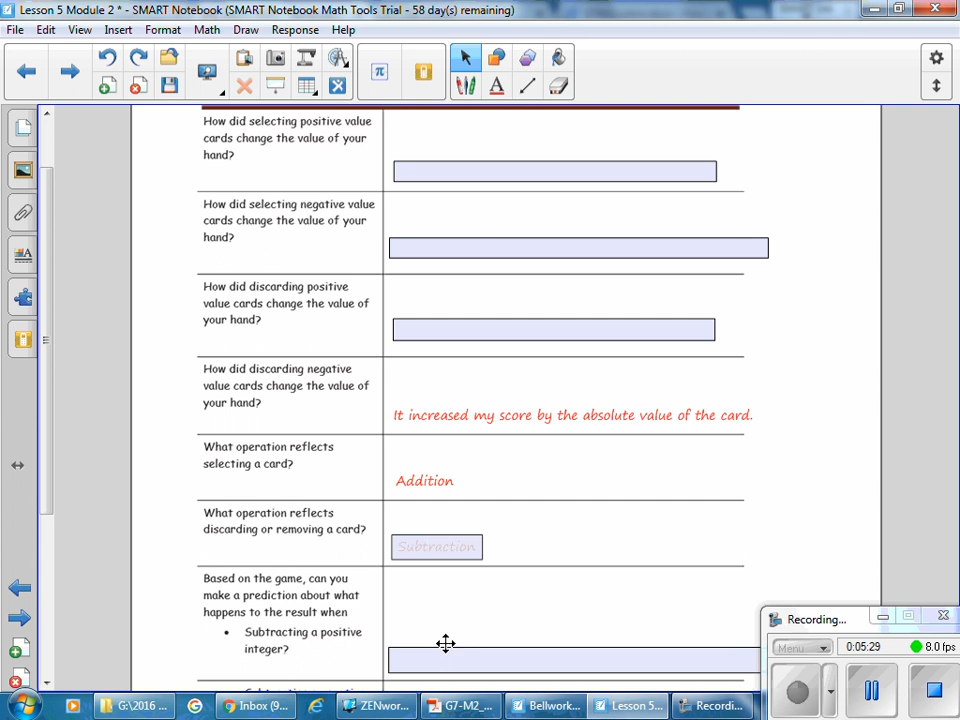 Lesson 5 Module 2 * - SMART Notebook (SMART Notebook Math Tools Trial - 58 day(s) remaining)
File Edit View Insert Format Math Draw Response Help
How did selecting positive value
cards change the value of your
hand?
How did selecting negative value
cards change the value of your
hand?
How did discarding positive
value cards change the value of
your hand?
How did discarding negative
value cards change the value of
your hand?
It increased my score by the absolute value of the card.
What operation reflects
selecting a card?
Addition
What operation reflects
discarding or removing a card?
Subtraction
Based on the game, can you
make a prediction about what
happens to the result when
• Subtracting a positive
integer?
Recording...
Menu
0:05:29
8.0 fps
G:\2016 ...
Inbox (9...
ZENwor...
G7-M2_...
Bellwork...
Lesson 5...
Recordin...